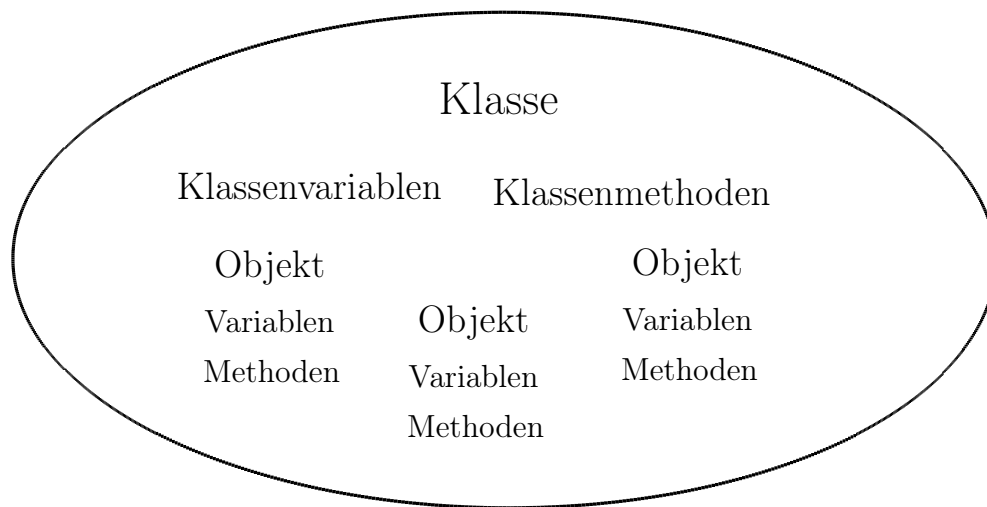 Klasse
Klassenvariablen
Klassenmethoden
Objekt
Variablen
Methoden
Objekt
Variablen
Methoden
Objekt
Variablen
Methoden